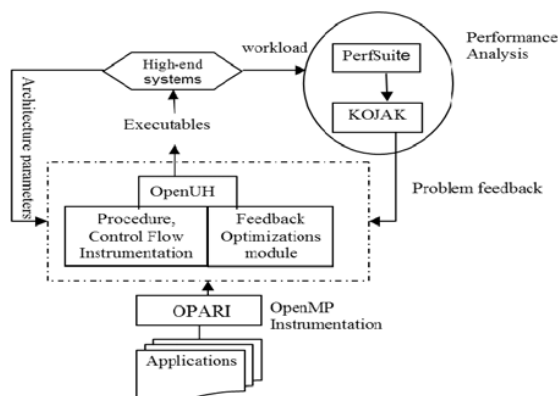 Performance
Analysis
workload
High-end
systems
PerfSuite
KOJAK
Architecture parameters
Executables
Problem feedback
OpenUH
Procedure,
Control Flow
Instrumentation
Feedback
Optimizations
module
OPARI
OpenMP
Instrumentation
Applications